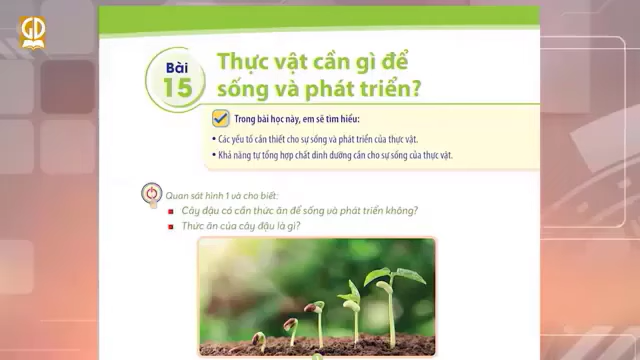 GD
Bài
15
Thực vật cần gì để
sống và phát triển?
Trong bài học này, em sẽ tìm hiểu:
• Các yếu tố cần thiết cho sự sống và phát triển của thực vật.
• Khả năng tự tổng hợp chất dinh dưỡng cần cho sự sống của thực vật.
Quan sát hình 1 và cho biết:
Cây đậu có cần thức ăn để sống và phát triển không?
Thức ăn của cây đậu là gì?